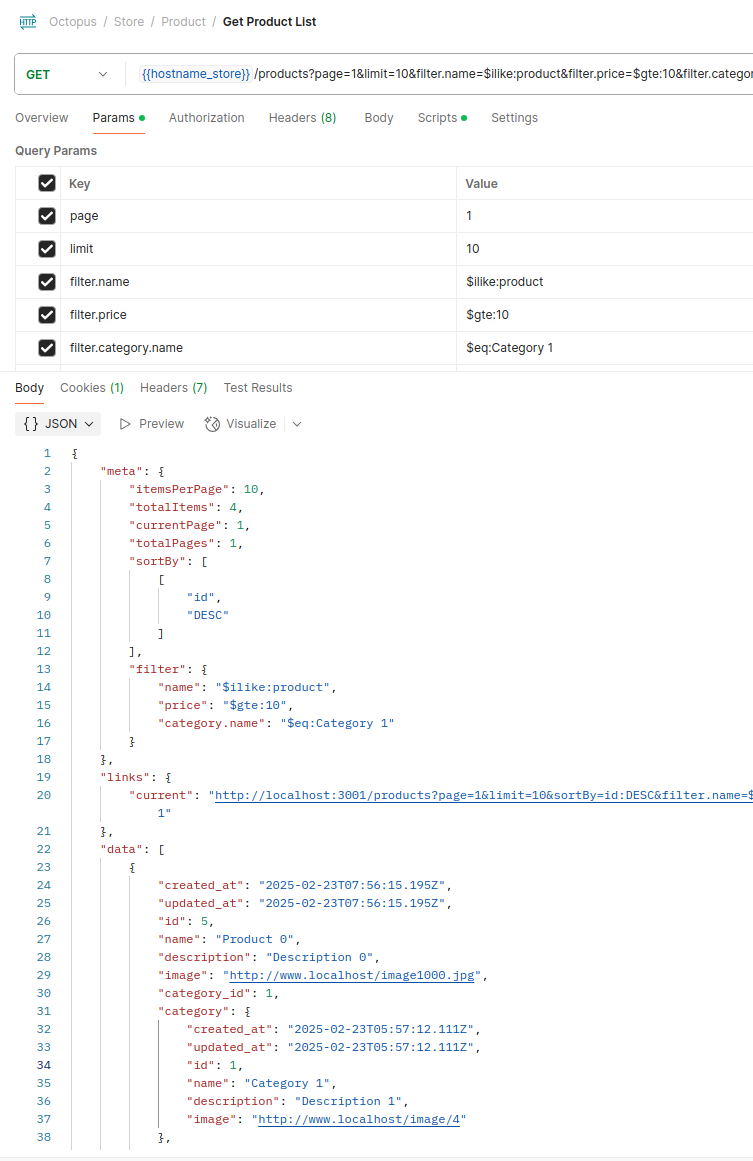 HTTP Octopus / Store / Product / Get Product List
GET {{hostname_store}} /products?page=1&limit=10&filter.name=$ilike:product&filter.price=$gte:10&filter.categor
Overview Params Authorization Headers (8) Body Scripts Settings
Query Params
Key Value
page 1
limit 10
filter.name $ilike:product
filter.price $gte:10
filter.category.name $eq:Category 1
Body Cookies (1) Headers (7) Test Results
{} JSON Preview Visualize
1 {
2 "meta": {
3 "itemsPerPage": 10,
4 "totalItems": 4,
5 "currentPage": 1,
6 "totalPages": 1,
7 "sortBy": [
8 [
9 "id",
10 "DESC"
11 ]
12 ],
13 "filter": {
14 "name": "$ilike:product",
15 "price": "$gte:10",
16 "category.name": "$eq:Category 1"
17 }
18 },
19 "links": {
20 "current": "http://localhost:3001/products?page=1&limit=10&sortBy=id:DESC&filter.name=$
1"
21 },
22 "data": [
23 {
24 "created_at": "2025-02-23T07:56:15.195Z",
25 "updated_at": "2025-02-23T07:56:15.195Z",
26 "id": 5,
27 "name": "Product 0",
28 "description": "Description 0",
29 "image": "http://www.localhost/image1000.jpg",
30 "category_id": 1,
31 "category": {
32 "created_at": "2025-02-23T05:57:12.111Z",
33 "updated_at": "2025-02-23T05:57:12.111Z",
34 "id": 1,
35 "name": "Category 1",
36 "description": "Description 1",
37 "image": "http://www.localhost/image/4"
38 },